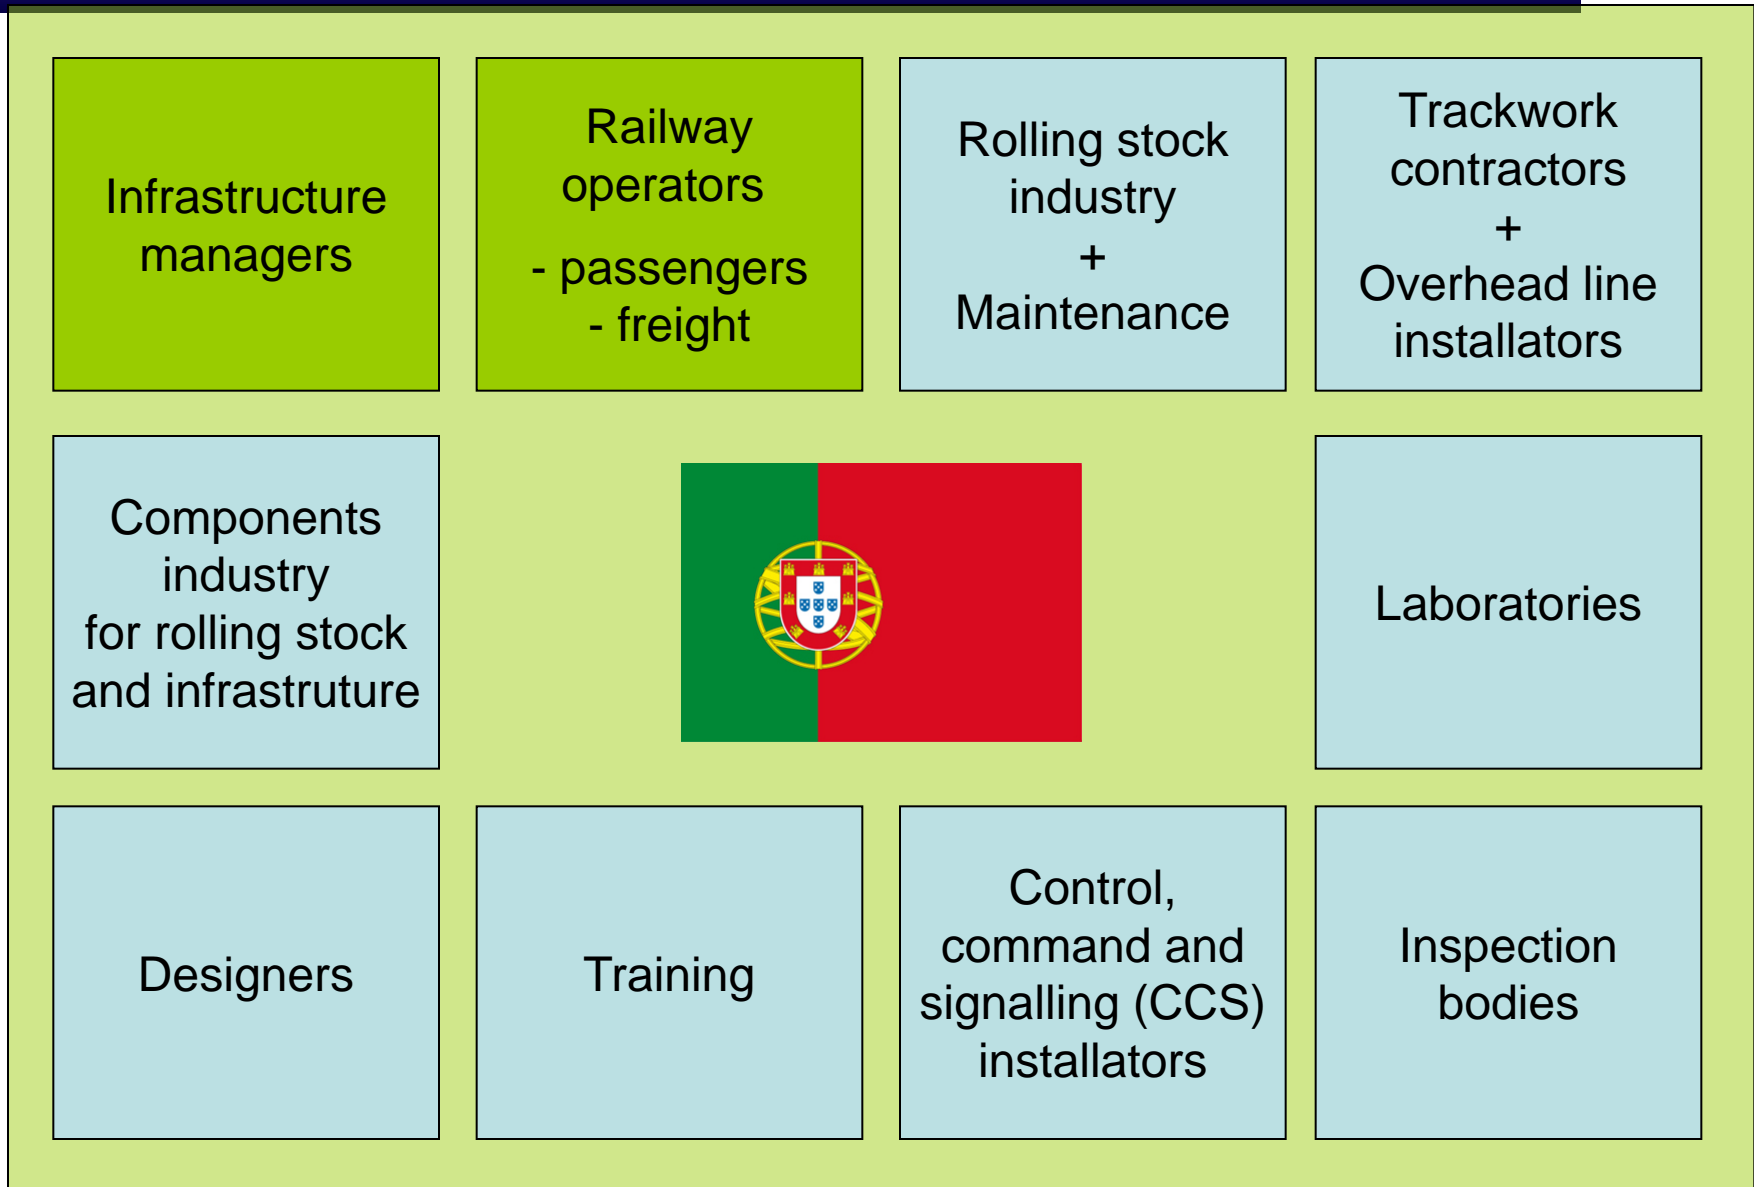 Infrastructure
managers
Railway
operators
- passengers
- freight
Rolling stock
industry
+
Maintenance
Trackwork
contractors
+
Overhead line
installators
Components
industry
for rolling stock
and infrastruture
Laboratories
Designers
Training
Control,
command and
signalling (CCS)
installators
Inspection
bodies